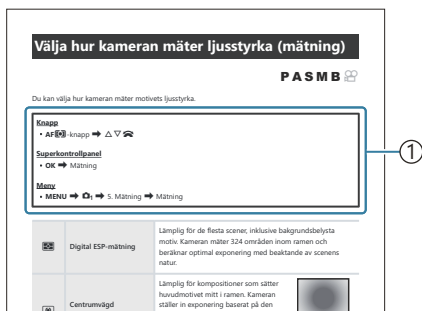 Välja hur kameran mäter ljusstyrka (mätning)
PASMB
Du kan välja hur kameran mäter motivets ljusstyrka.
Knapp
• AF-knapp ➡ △▽
Superkontrollpanel
• OK ➡ Mätning
Meny
• MENU ➡ 1 ➡ 5. Mätning ➡ Mätning
1
Digital ESP-mätning
Lämplig för de flesta scener, inklusive bakgrundsbelysta
motiv. Kameran mäter 324 områden inom ramen och
beräknar optimal exponering med beaktande av scenens
natur.
Centrumvägd
Lämplig för kompositioner som sätter
huvudmotivet mitt i ramen. Kameran
ställer in exponering baserat på den